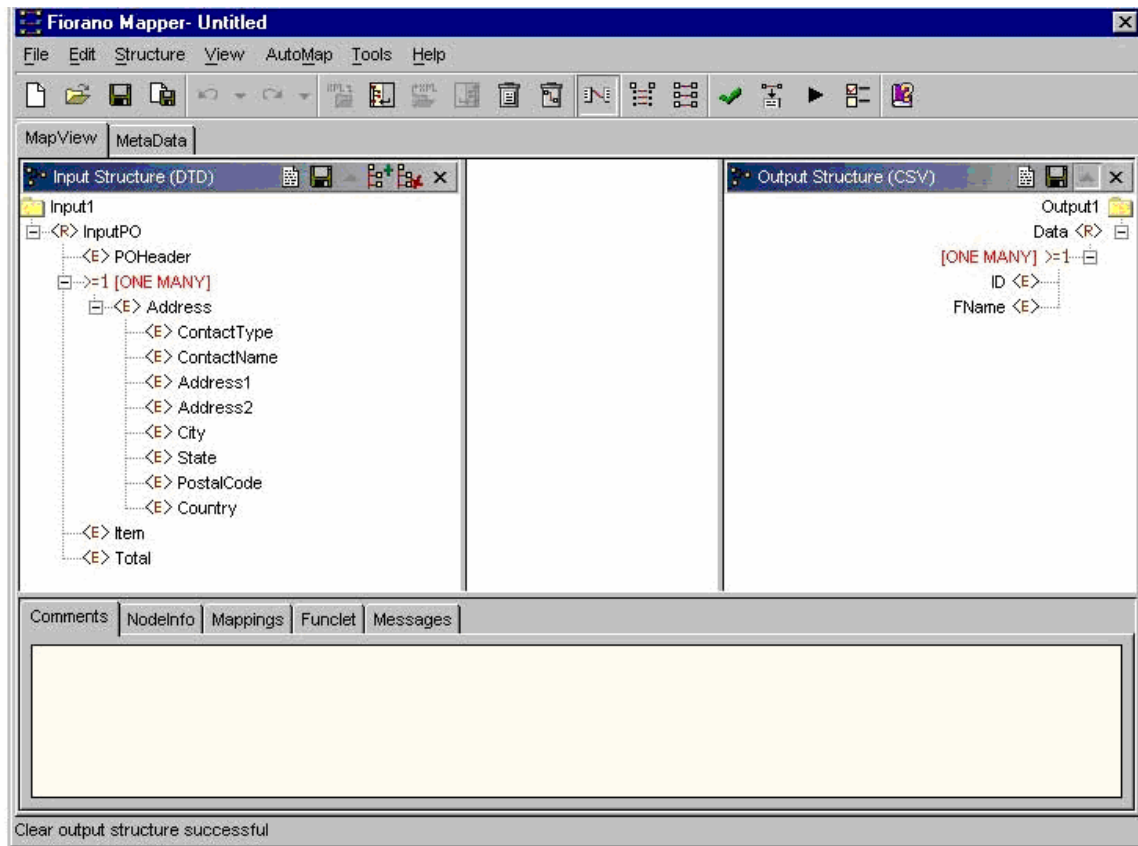 Fiorano Mapper- Untitled
File Edit Structure View AutoMap Tools Help
MapView MetaData
Input Structure (DTD)
Input1
<R> InputPO
<E> POHeader
>=1 [ONE MANY]
<E> Address
<E> ContactType
<E> ContactName
<E> Address1
<E> Address2
<E> City
<E> State
<E> PostalCode
<E> Country
<E> Item
<E> Total
Output Structure (CSV)
Output1
Data <R>
[ONE MANY] >=1
ID <E>
FName <E>
Comments NodeInfo Mappings Funclet Messages
Clear output structure successful